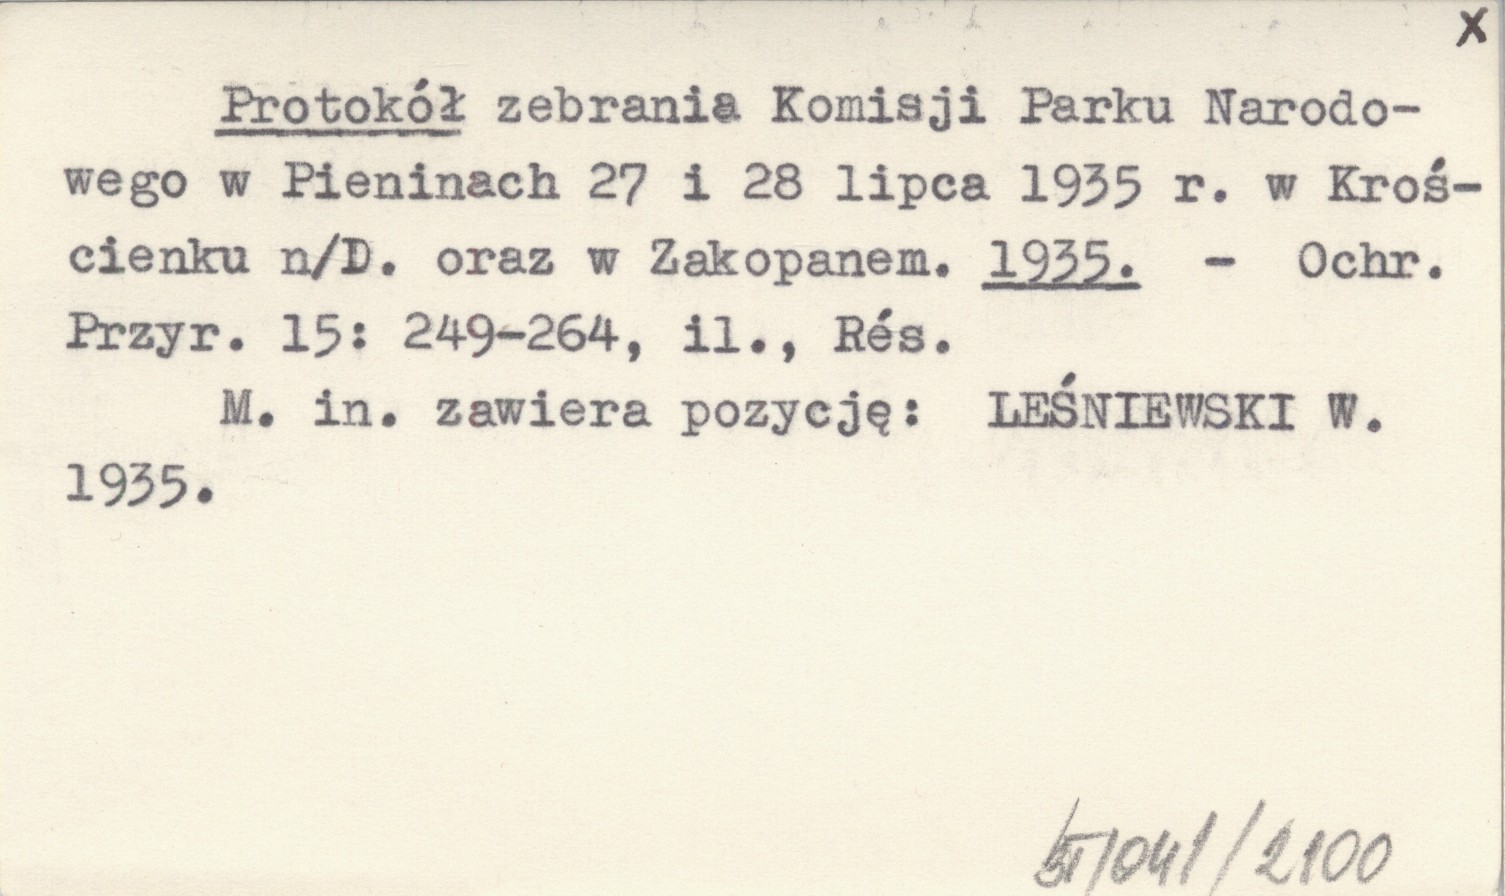 x
Protokół zebrania Komisji Parku Narodo-
wego w Pieninach 27 i 28 lipca 1935 r. w Kroś-
cienku n/D. oraz w Zakopanem. 1935. - Ochr.
Przyr. 15: 249-264, il., Rés.
M. in. zawiera pozycję: LEŚNIEWSKI W.
1935.
/041/2100